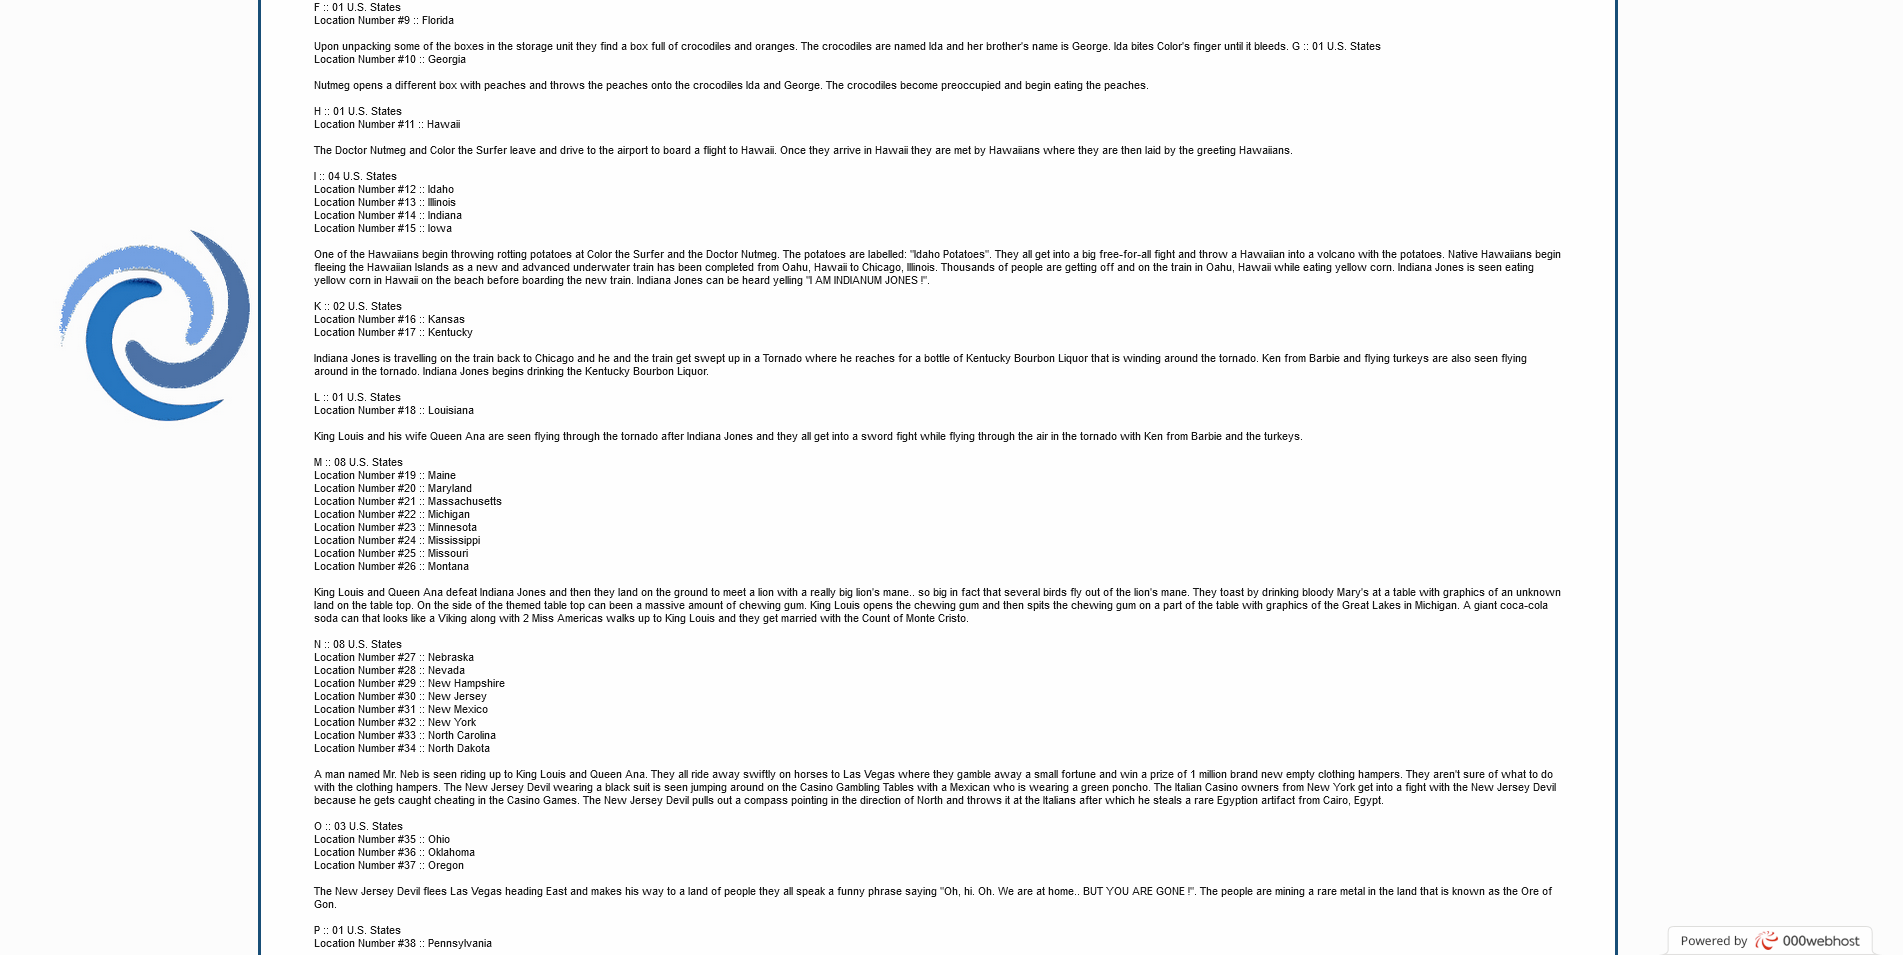 F :: 01 U.S. States
Location Number #9 :: Florida
Upon unpacking some of the boxes in the storage unit they find a box full of crocodiles and oranges. The crocodiles are named Ida and her brother's name is George. Ida bites Color's finger until it bleeds. G :: 01 U.S. States
Location Number #10 :: Georgia
Nutmeg opens a different box with peaches and throws the peaches onto the crocodiles Ida and George. The crocodiles become preoccupied and begin eating the peaches.
H :: 01 U.S. States
Location Number #11 :: Hawaii
The Doctor Nutmeg and Color the Surfer leave and drive to the airport to board a flight to Hawaii. Once they arrive in Hawaii they are met by Hawaiians where they are then laid by the greeting Hawaiians.
I :: 04 U.S. States
Location Number #12 :: Idaho
Location Number #13 :: Illinois
Location Number #14 :: Indiana
Location Number #15 :: Iowa
One of the Hawaiians begin throwing rotting potatoes at Color the Surfer and the Doctor Nutmeg. The potatoes are labelled: "Idaho Potatoes". They all get into a big free-for-all fight and throw a Hawaiian into a volcano with the potatoes. Native Hawaiians begin
fleeing the Hawaiian Islands as a new and advanced underwater train has been completed from Oahu, Hawaii to Chicago, Illinois. Thousands of people are getting off and on the train in Oahu, Hawaii while eating yellow corn. Indiana Jones is seen eating
yellow corn in Hawaii on the beach before boarding the new train. Indiana Jones can be heard yelling "I AM INDIANUM JONES !".
K :: 02 U.S. States
Location Number #16 :: Kansas
Location Number #17 :: Kentucky
Indiana Jones is travelling on the train back to Chicago and he and the train get swept up in a Tornado where he reaches for a bottle of Kentucky Bourbon Liquor that is winding around the tornado. Ken from Barbie and flying turkeys are also seen flying
around in the tornado. Indiana Jones begins drinking the Kentucky Bourbon Liquor.
L :: 01 U.S. States
Location Number #18 :: Louisiana
King Louis and his wife Queen Ana are seen flying through the tornado after Indiana Jones and they all get into a sword fight while flying through the air in the tornado with Ken from Barbie and the turkeys.
M :: 08 U.S. States
Location Number #19 :: Maine
Location Number #20 :: Maryland
Location Number #21 :: Massachusetts
Location Number #22 :: Michigan
Location Number #23 :: Minnesota
Location Number #24 :: Mississippi
Location Number #25 :: Missouri
Location Number #26 :: Montana
King Louis and Queen Ana defeat Indiana Jones and then they land on the ground to meet a lion with a really big lion's mane.. so big in fact that several birds fly out of the lion's mane. They toast by drinking bloody Mary's at a table with graphics of an unknown
land on the table top. On the side of the themed table top can been a massive amount of chewing gum. King Louis opens the chewing gum and then spits the chewing gum on a part of the table with graphics of the Great Lakes in Michigan. A giant coca-cola
soda can that looks like a Viking along with 2 Miss Americas walks up to King Louis and they get married with the Count of Monte Cristo.
N :: 08 U.S. States
Location Number #27 :: Nebraska
Location Number #28 :: Nevada
Location Number #29 :: New Hampshire
Location Number #30 :: New Jersey
Location Number #31 :: New Mexico
Location Number #32 :: New York
Location Number #33 :: North Carolina
Location Number #34 :: North Dakota
A man named Mr. Neb is seen riding up to King Louis and Queen Ana. They all ride away swiftly on horses to Las Vegas where they gamble away a small fortune and win a prize of 1 million brand new empty clothing hampers. They aren't sure of what to do
with the clothing hampers. The New Jersey Devil wearing a black suit is seen jumping around on the Casino Gambling Tables with a Mexican who is wearing a green poncho. The Italian Casino owners from New York get into a fight with the New Jersey Devil
because he gets caught cheating in the Casino Games. The New Jersey Devil pulls out a compass pointing in the direction of North and throws it at the Italians after which he steals a rare Egyption artifact from Cairo, Egypt.
O :: 03 U.S. States
Location Number #35 :: Ohio
Location Number #36 :: Oklahoma
Location Number #37 :: Oregon
The New Jersey Devil flees Las Vegas heading East and makes his way to a land of people they all speak a funny phrase saying "Oh, hi. Oh. We are at home.. BUT YOU ARE GONE !". The people are mining a rare metal in the land that is known as the Ore of
Gon.
P :: 01 U.S. States
Location Number #38 :: Pennsylvania
Powered by 000webhost